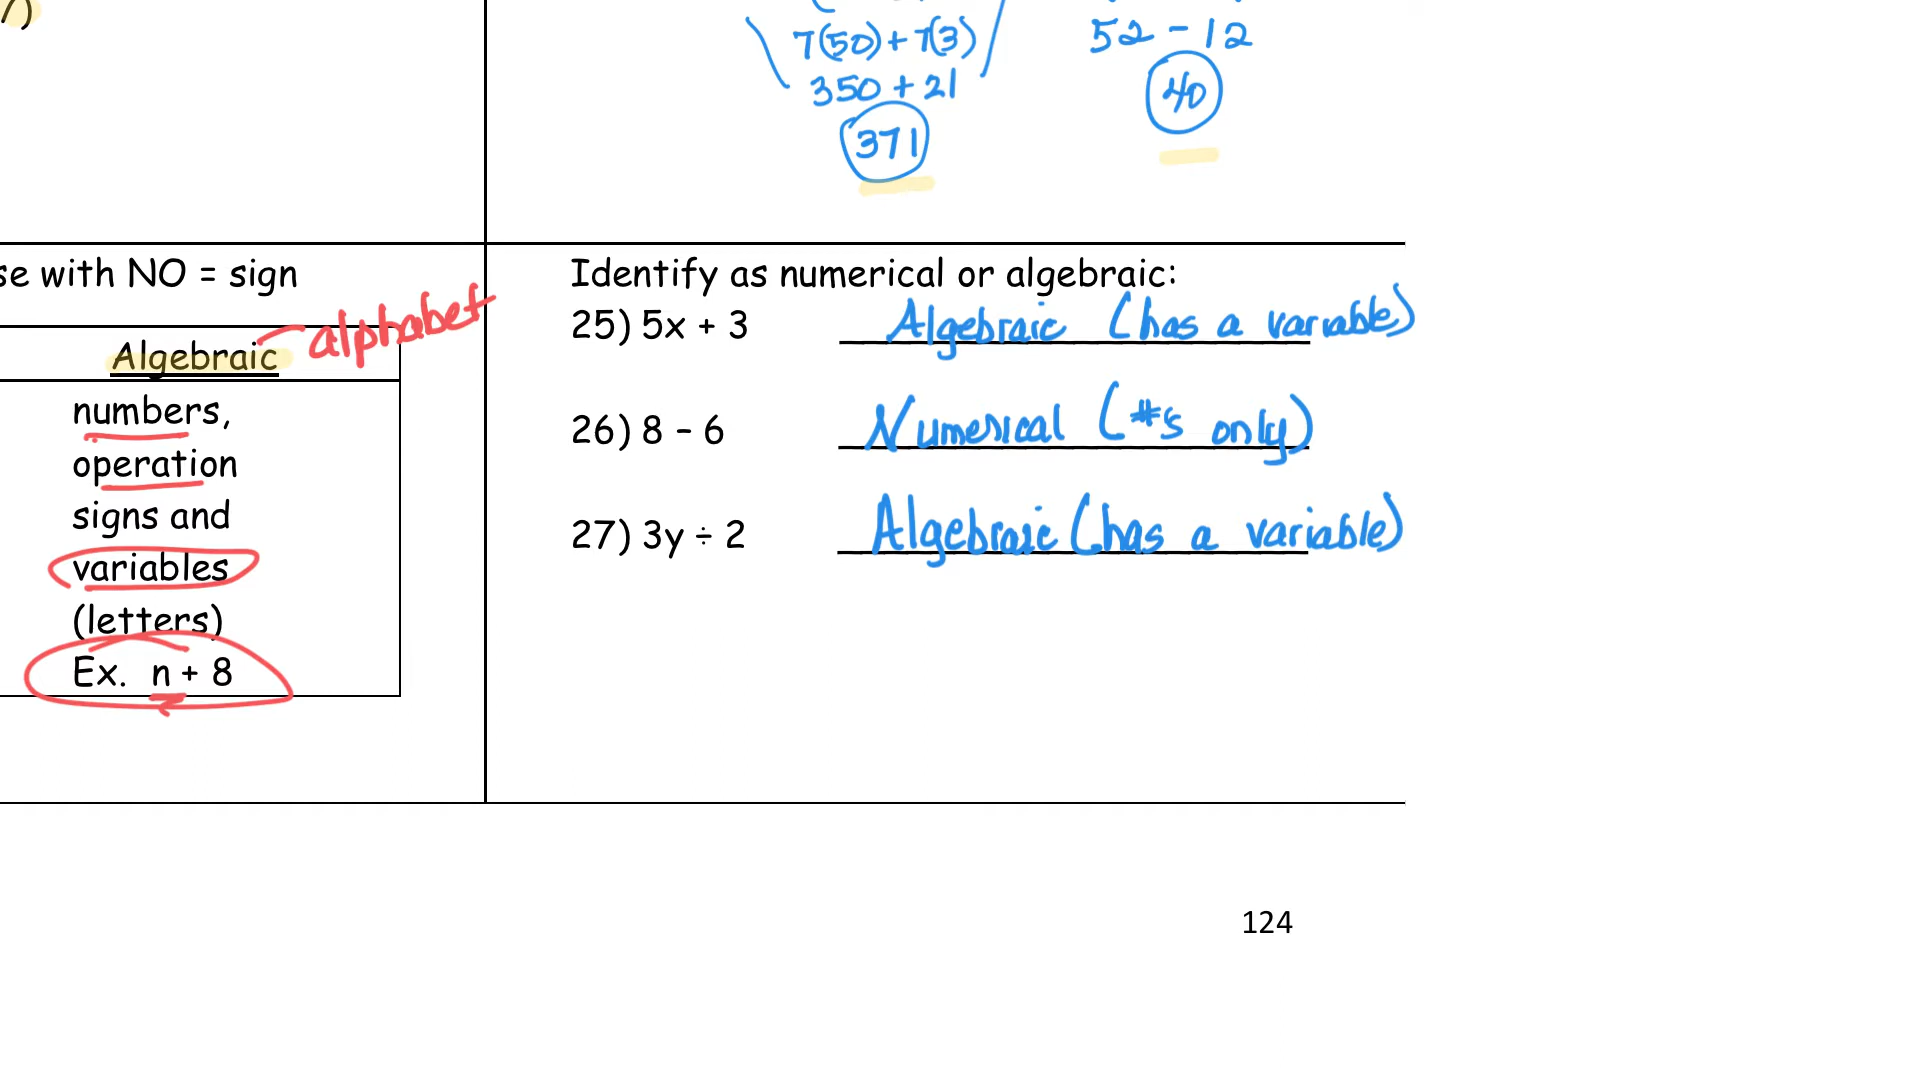 7(50) + 7(3)
350 + 21
371
52 - 12
40
se with NO = sign
alphabet
Algebraic
numbers,
operation
signs and
variables
(letters)
Ex. n + 8
Identify as numerical or algebraic:
25) 5x + 3 Algebraic (has a variable)
26) 8 – 6 Numerical (#s only)
27) 3y ÷ 2 Algebraic (has a variable)
124